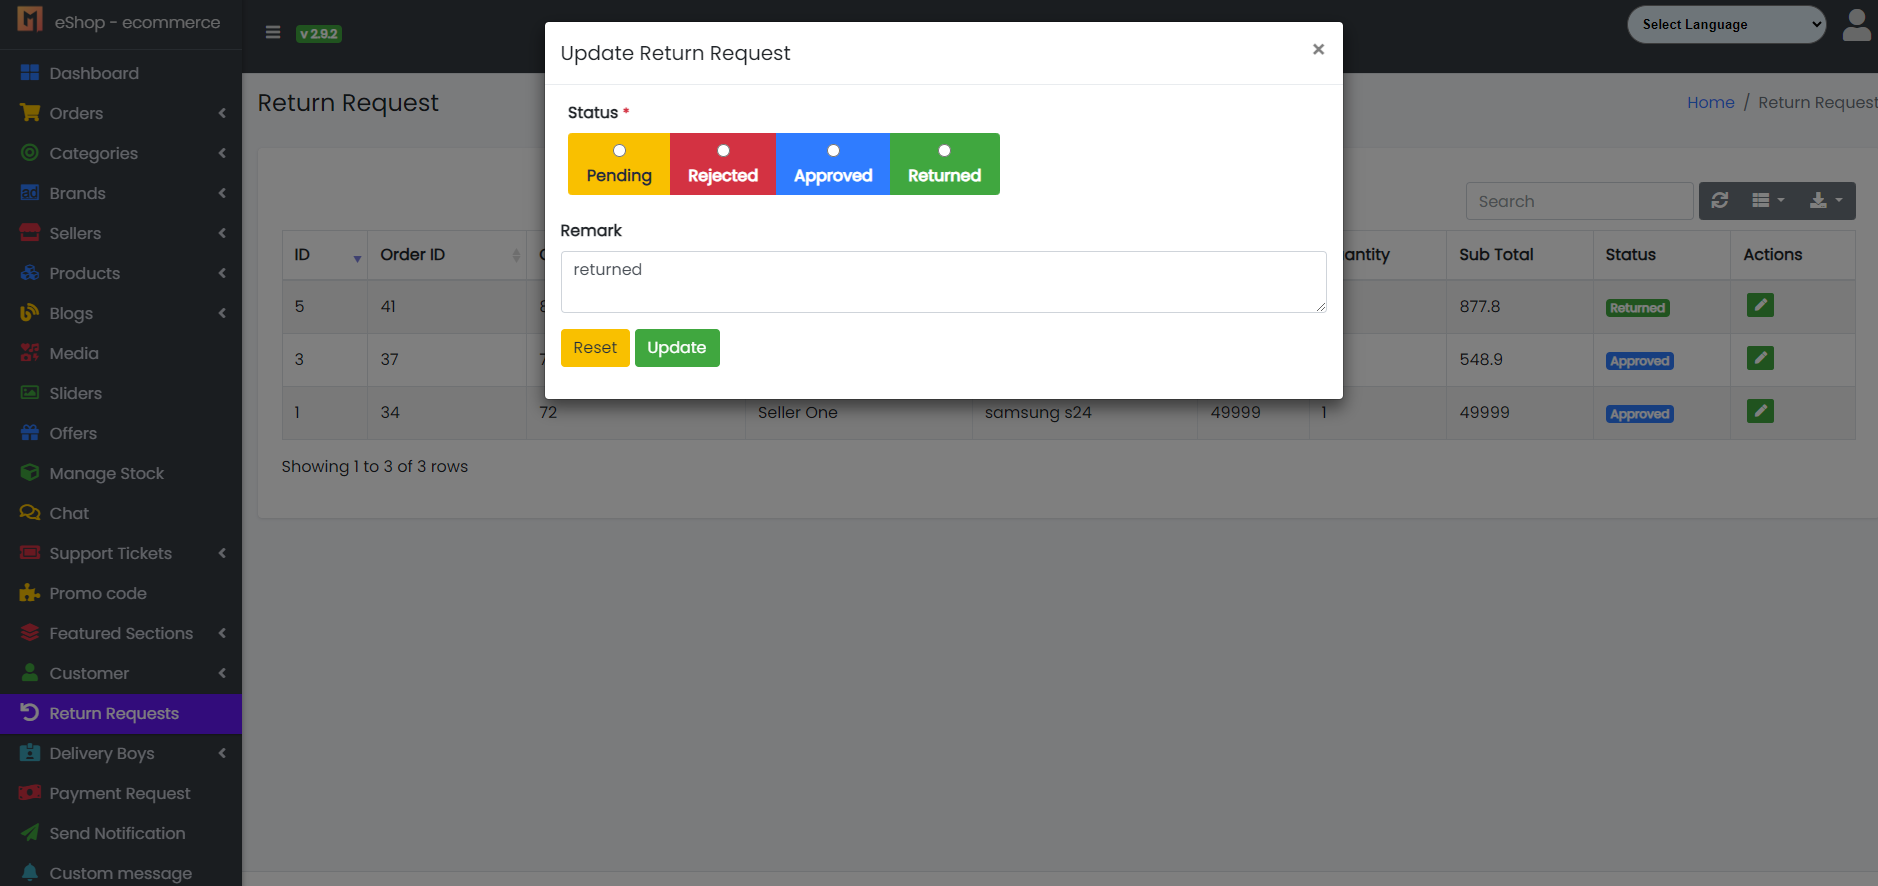 eShop - ecommerce
v 2.9.2
Select Language
Dashboard
Orders
Categories
Brands
Sellers
Products
Blogs
Media
Sliders
Offers
Manage Stock
Chat
Support Tickets
Promo code
Featured Sections
Customer
Return Requests
Delivery Boys
Payment Request
Send Notification
Custom message
Return Request
Home / Return Request
Update Return Request
×
Status *
Pending Rejected Approved Returned
Remark
returned
Reset Update
Search
ID Order ID antity Sub Total Status Actions
5 41 877.8 Returned
3 37 548.9 Approved
1 34 72 Seller One samsung s24 49999 1 49999 Approved
Showing 1 to 3 of 3 rows